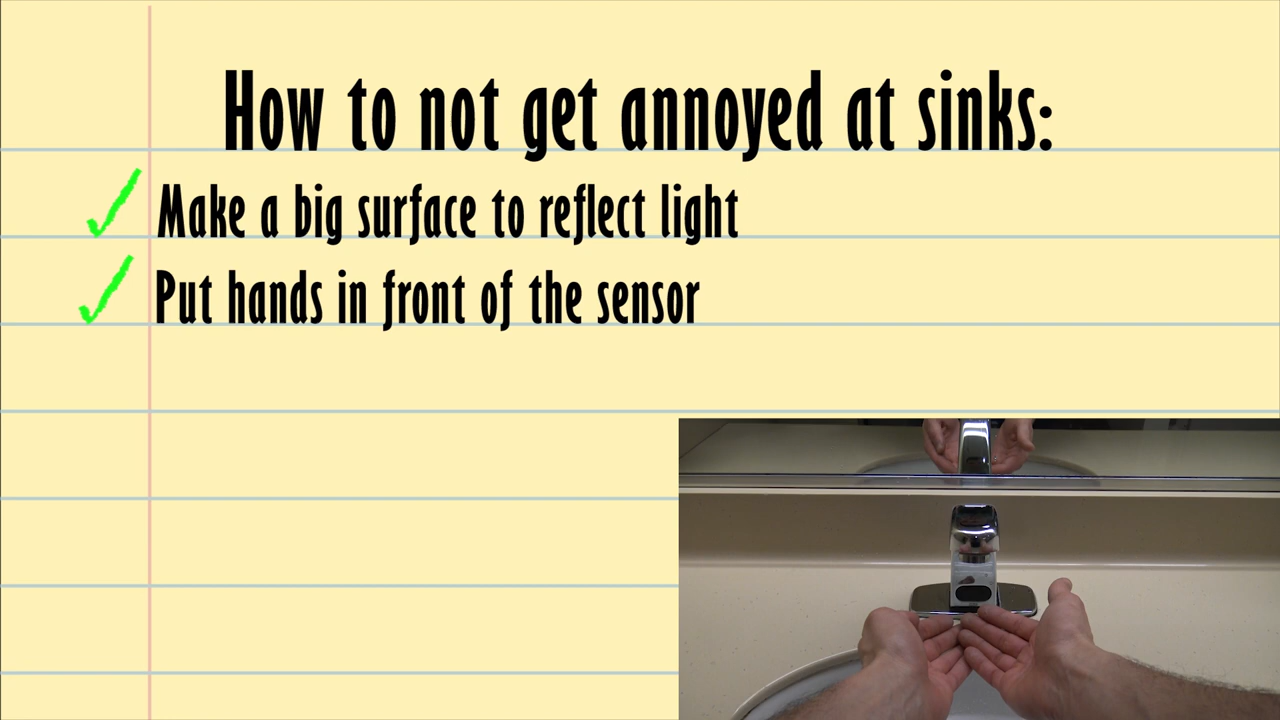 How to not get annoyed at sinks:
Make a big surface to reflect light
Put hands in front of the sensor